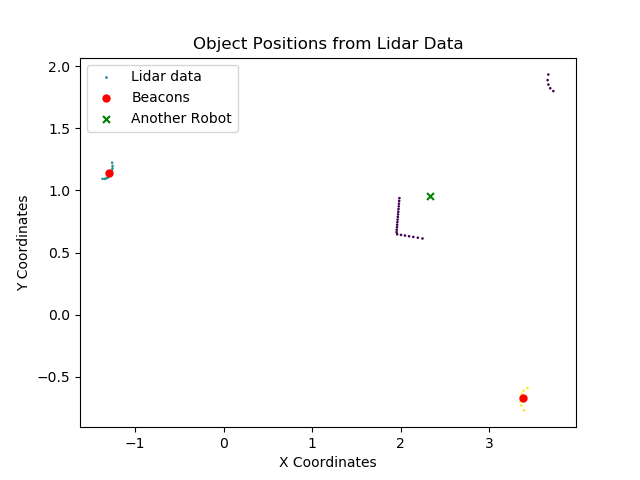 Object Positions from Lidar Data
Lidar data
Beacons
Another Robot
Y Coordinates
2.0
1.5
1.0
0.5
0.0
−0.5
−1
0
1
2
3
X Coordinates